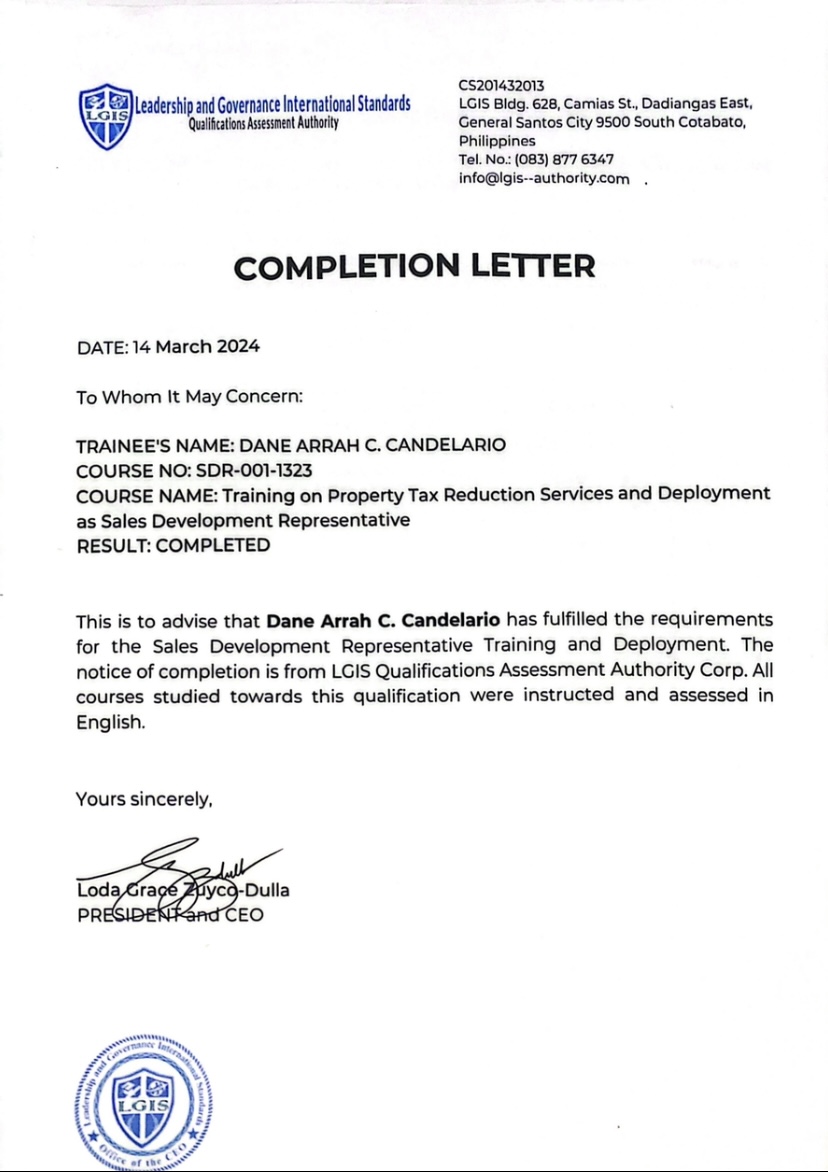 LGIS
Leadership and Governance International Standards
Qualifications Assessment Authority
CS201432013
LGIS Bldg. 628, Camias St., Dadiangas East,
General Santos City 9500 South Cotabato,
Philippines
Tel. No.: (083) 877 6347
info@lgis--authority.com
COMPLETION LETTER
DATE: 14 March 2024
To Whom It May Concern:
TRAINEE'S NAME: DANE ARRAH C. CANDELARIO
COURSE NO: SDR-001-1323
COURSE NAME: Training on Property Tax Reduction Services and Deployment
as Sales Development Representative
RESULT: COMPLETED
This is to advise that Dane Arrah C. Candelario has fulfilled the requirements
for the Sales Development Representative Training and Deployment. The
notice of completion is from LGIS Qualifications Assessment Authority Corp. All
courses studied towards this qualification were instructed and assessed in
English.
Yours sincerely,
Loda Grace Zuyco-Dulla
PRESIDENT and CEO
Leadership and Governance International Standards
LGIS
Office of the CEO